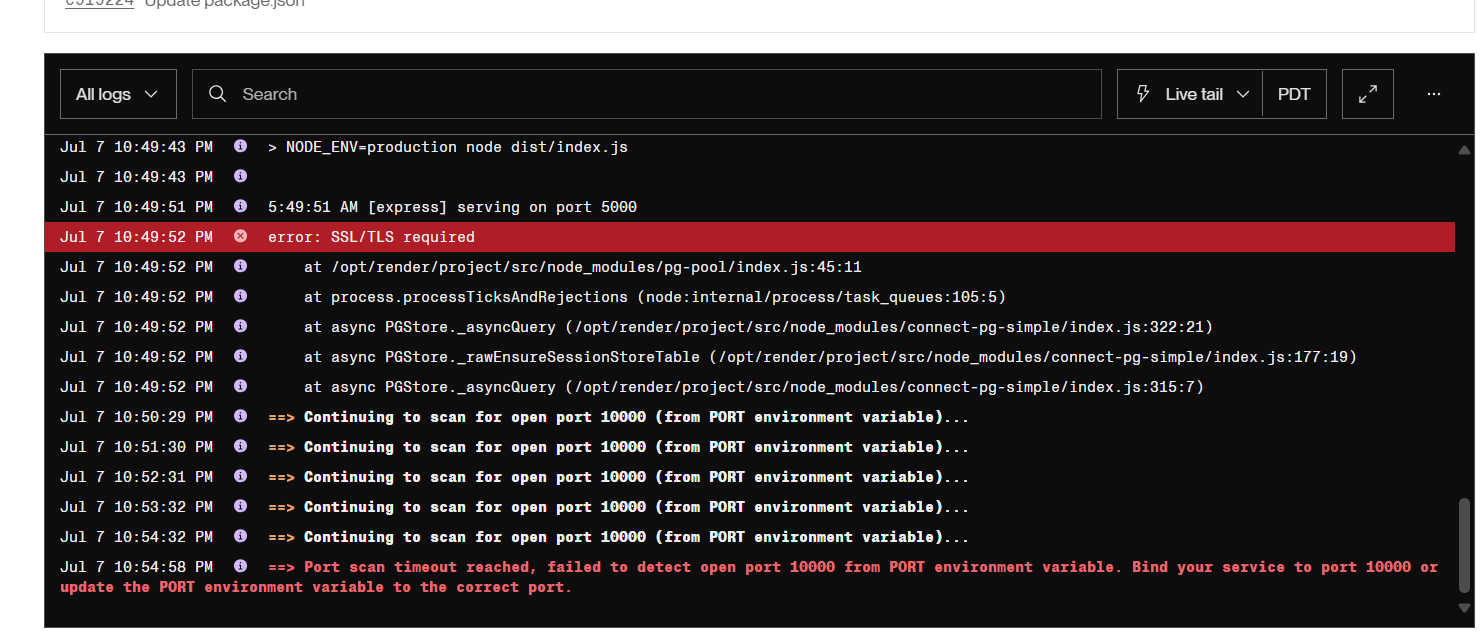 c919224 Update package.json
All logs Search Live tail PDT ...
Jul 7 10:49:43 PM > NODE_ENV=production node dist/index.js
Jul 7 10:49:43 PM
Jul 7 10:49:51 PM 5:49:51 AM [express] serving on port 5000
Jul 7 10:49:52 PM error: SSL/TLS required
Jul 7 10:49:52 PM at /opt/render/project/src/node_modules/pg-pool/index.js:45:11
Jul 7 10:49:52 PM at process.processTicksAndRejections (node:internal/process/task_queues:105:5)
Jul 7 10:49:52 PM at async PGStore._asyncQuery (/opt/render/project/src/node_modules/connect-pg-simple/index.js:322:21)
Jul 7 10:49:52 PM at async PGStore._rawEnsureSessionStoreTable (/opt/render/project/src/node_modules/connect-pg-simple/index.js:177:19)
Jul 7 10:49:52 PM at async PGStore._asyncQuery (/opt/render/project/src/node_modules/connect-pg-simple/index.js:315:7)
Jul 7 10:50:29 PM ==> Continuing to scan for open port 10000 (from PORT environment variable)...
Jul 7 10:51:30 PM ==> Continuing to scan for open port 10000 (from PORT environment variable)...
Jul 7 10:52:31 PM ==> Continuing to scan for open port 10000 (from PORT environment variable)...
Jul 7 10:53:32 PM ==> Continuing to scan for open port 10000 (from PORT environment variable)...
Jul 7 10:54:32 PM ==> Continuing to scan for open port 10000 (from PORT environment variable)...
Jul 7 10:54:58 PM ==> Port scan timeout reached, failed to detect open port 10000 from PORT environment variable. Bind your service to port 10000 or
update the PORT environment variable to the correct port.